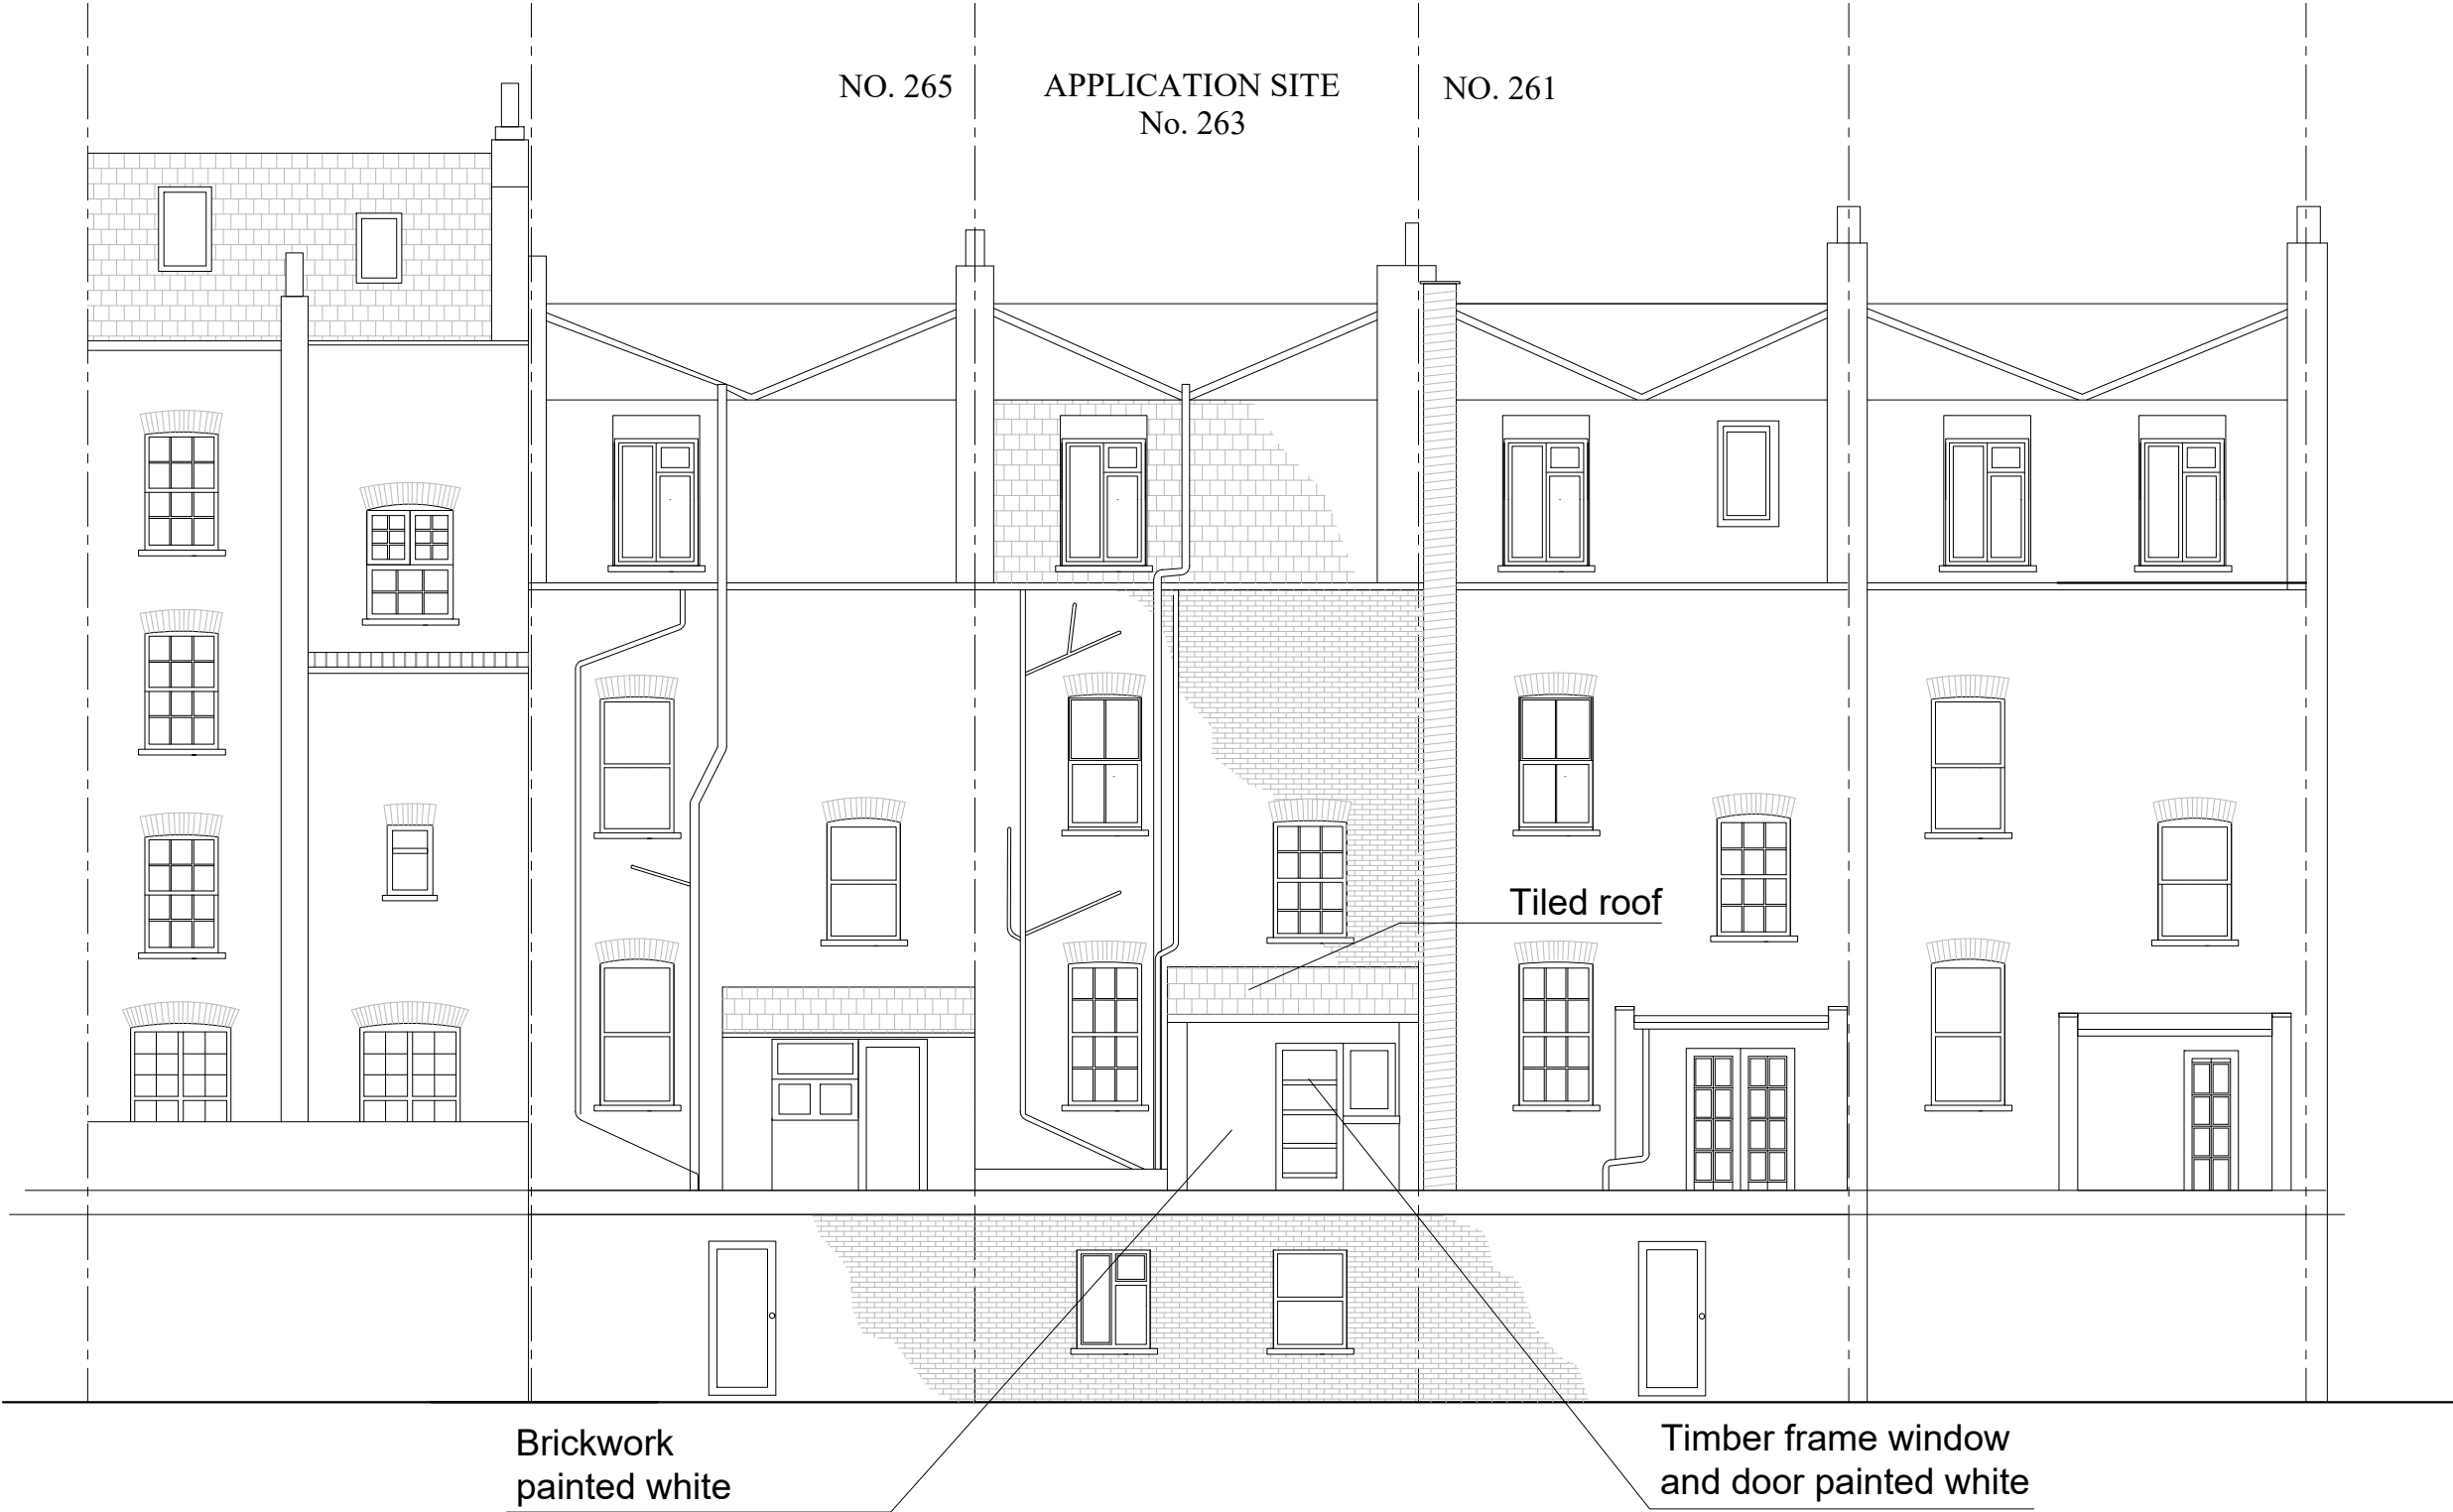 NO. 265
APPLICATION SITE
No. 263
NO. 261
Tiled roof
Brickwork
painted white
Timber frame window
and door painted white